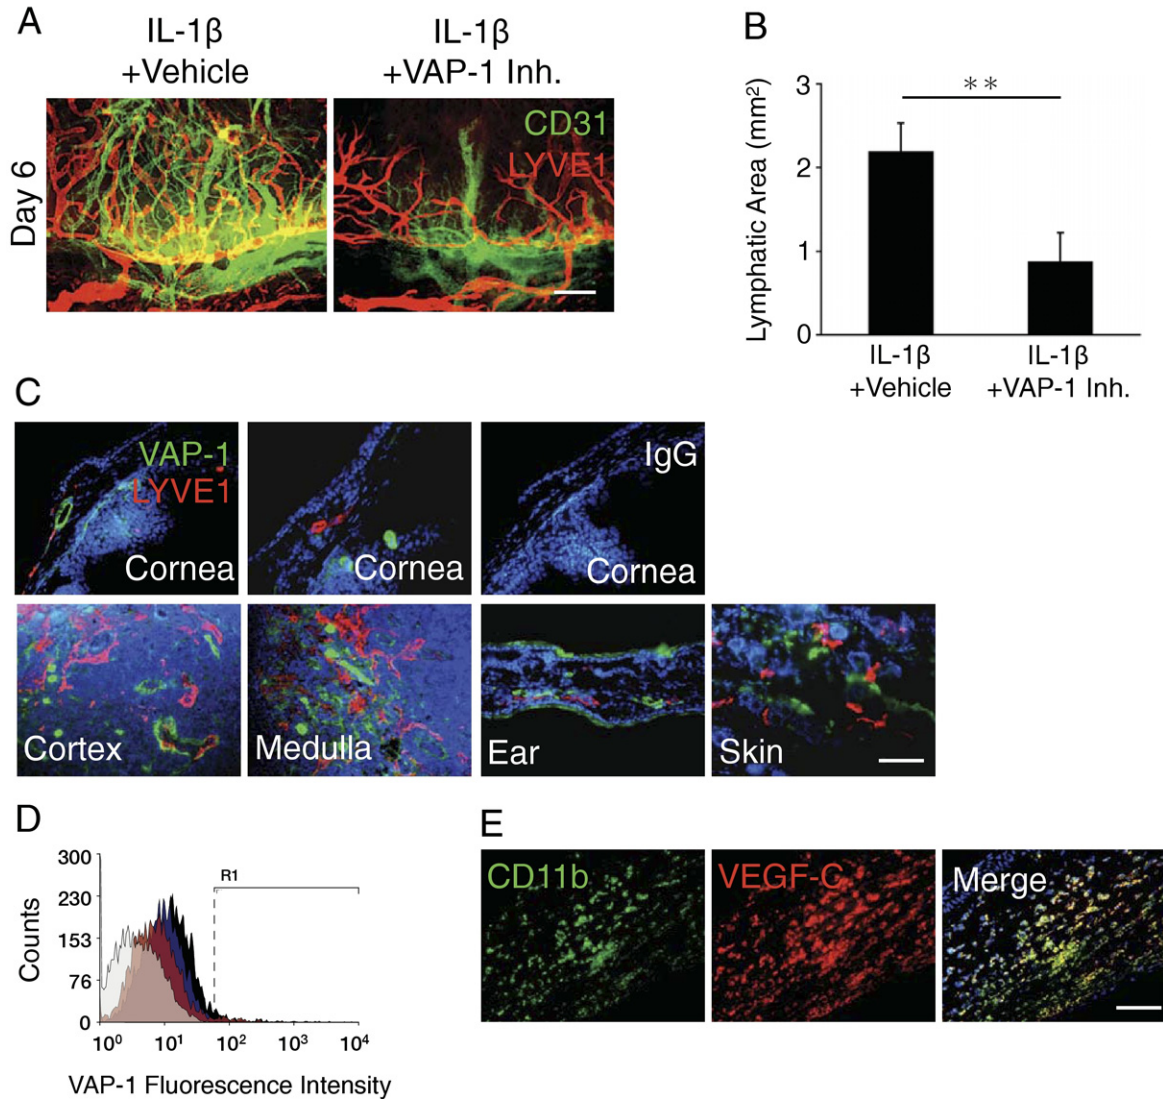 A
IL-1β
+Vehicle
IL-1β
+VAP-1 Inh.
Day 6
CD31
LYVE1
B
Lymphatic Area (mm²)
3
2
1
0
**
IL-1β
+Vehicle
IL-1β
+VAP-1 Inh.
C
VAP-1
LYVE1
Cornea
Cornea
IgG
Cornea
Cortex
Medulla
Ear
Skin
D
Counts
300
230
153
76
0
R1
10⁰ 10¹ 10² 10³ 10⁴
VAP-1 Fluorescence Intensity
E
CD11b
VEGF-C
Merge